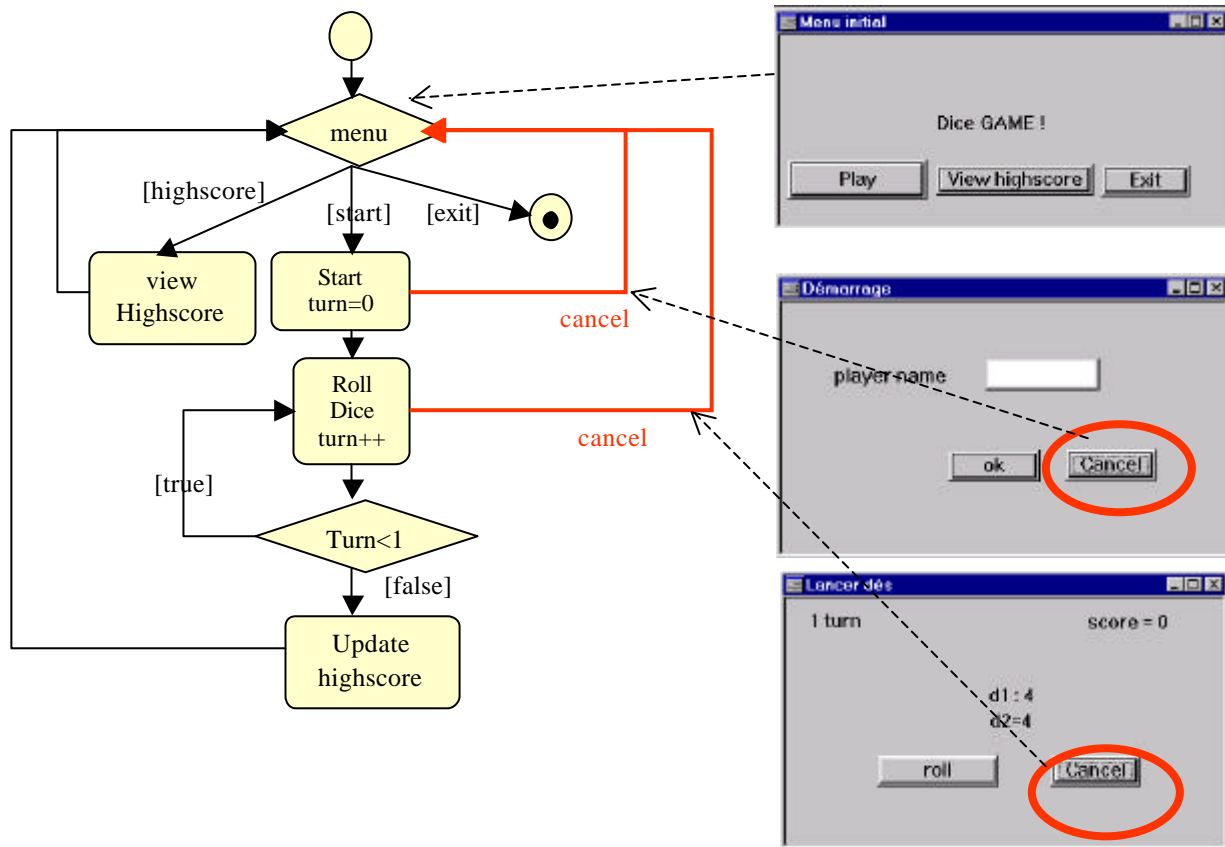 menu
[highscore]
[start]
[exit]
view
Highscore
Start
turn=0
cancel
Roll
Dice
turn++
cancel
[true]
Turn<1
[false]
Update
highscore
Menu initial
Dice GAME !
Play
View highscore
Exit
Démarrage
player name
ok
Cancel
Lancer dés
1 turn
score = 0
d1 : 4
d2=4
roll
Cancel